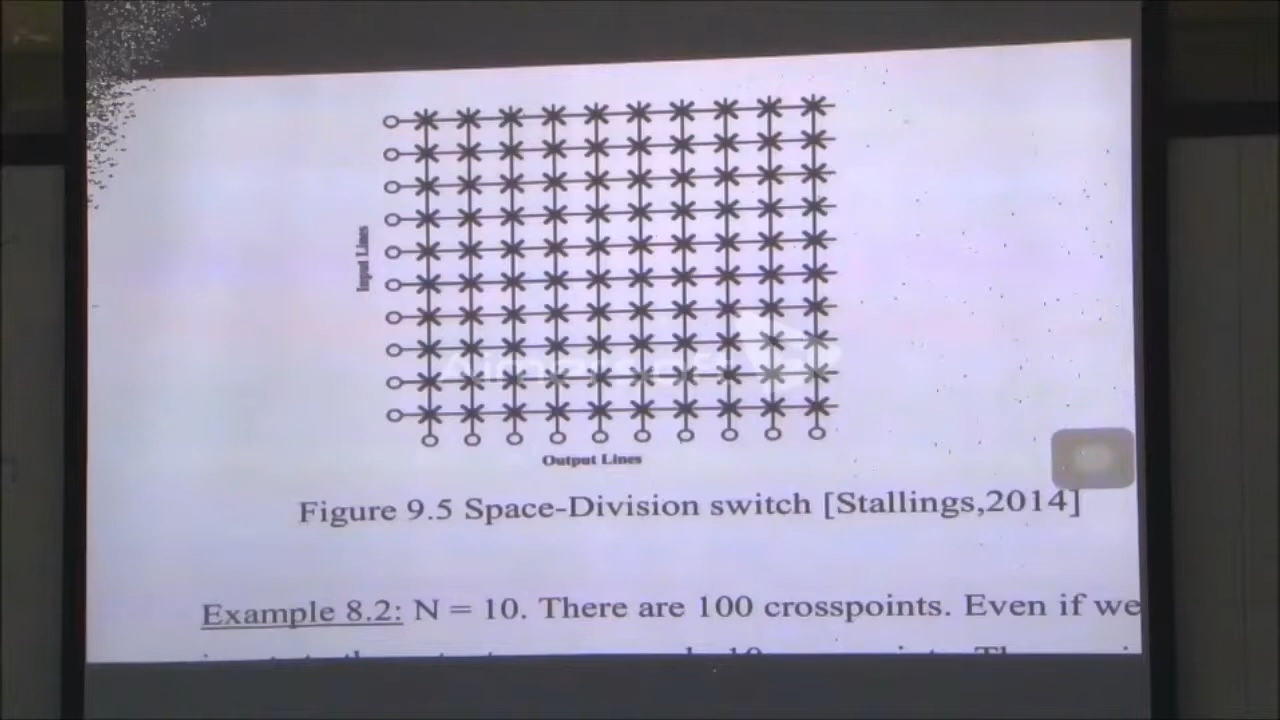 Input Lines
Output Lines
Figure 9.5 Space-Division switch [Stallings,2014]
Example 8.2: N = 10. There are 100 crosspoints. Even if we